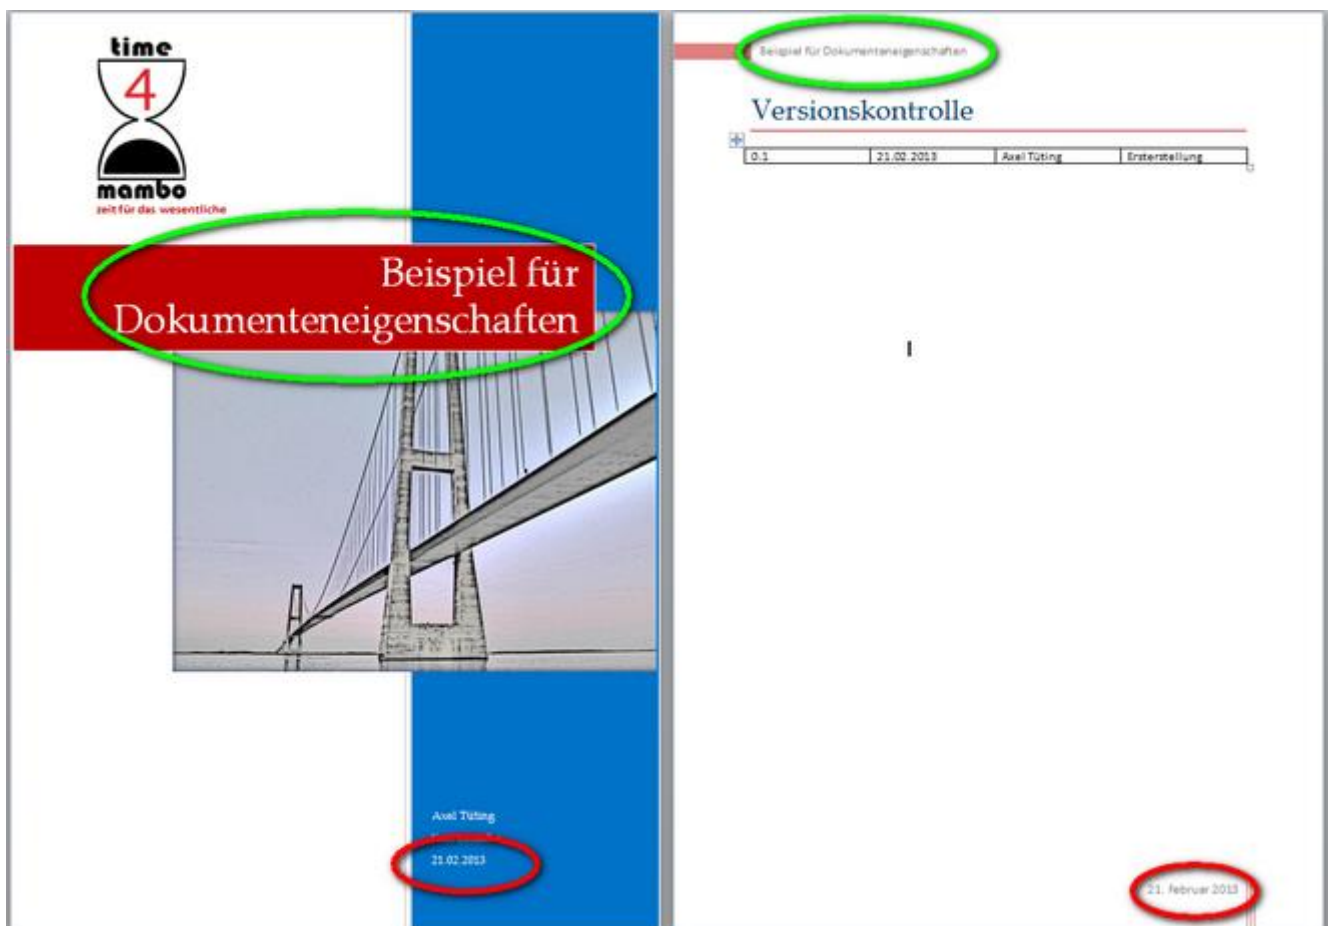 time
4
mambo
zeit für das wesentliche
Beispiel für
Dokumenteneigenschaften
Axel Tüting
21.02.2013
Beispiel für Dokumenteneigenschaften
Versionskontrolle
0.1 21.02.2013 Axel Tüting Ersterstellung
21. Februar 2013